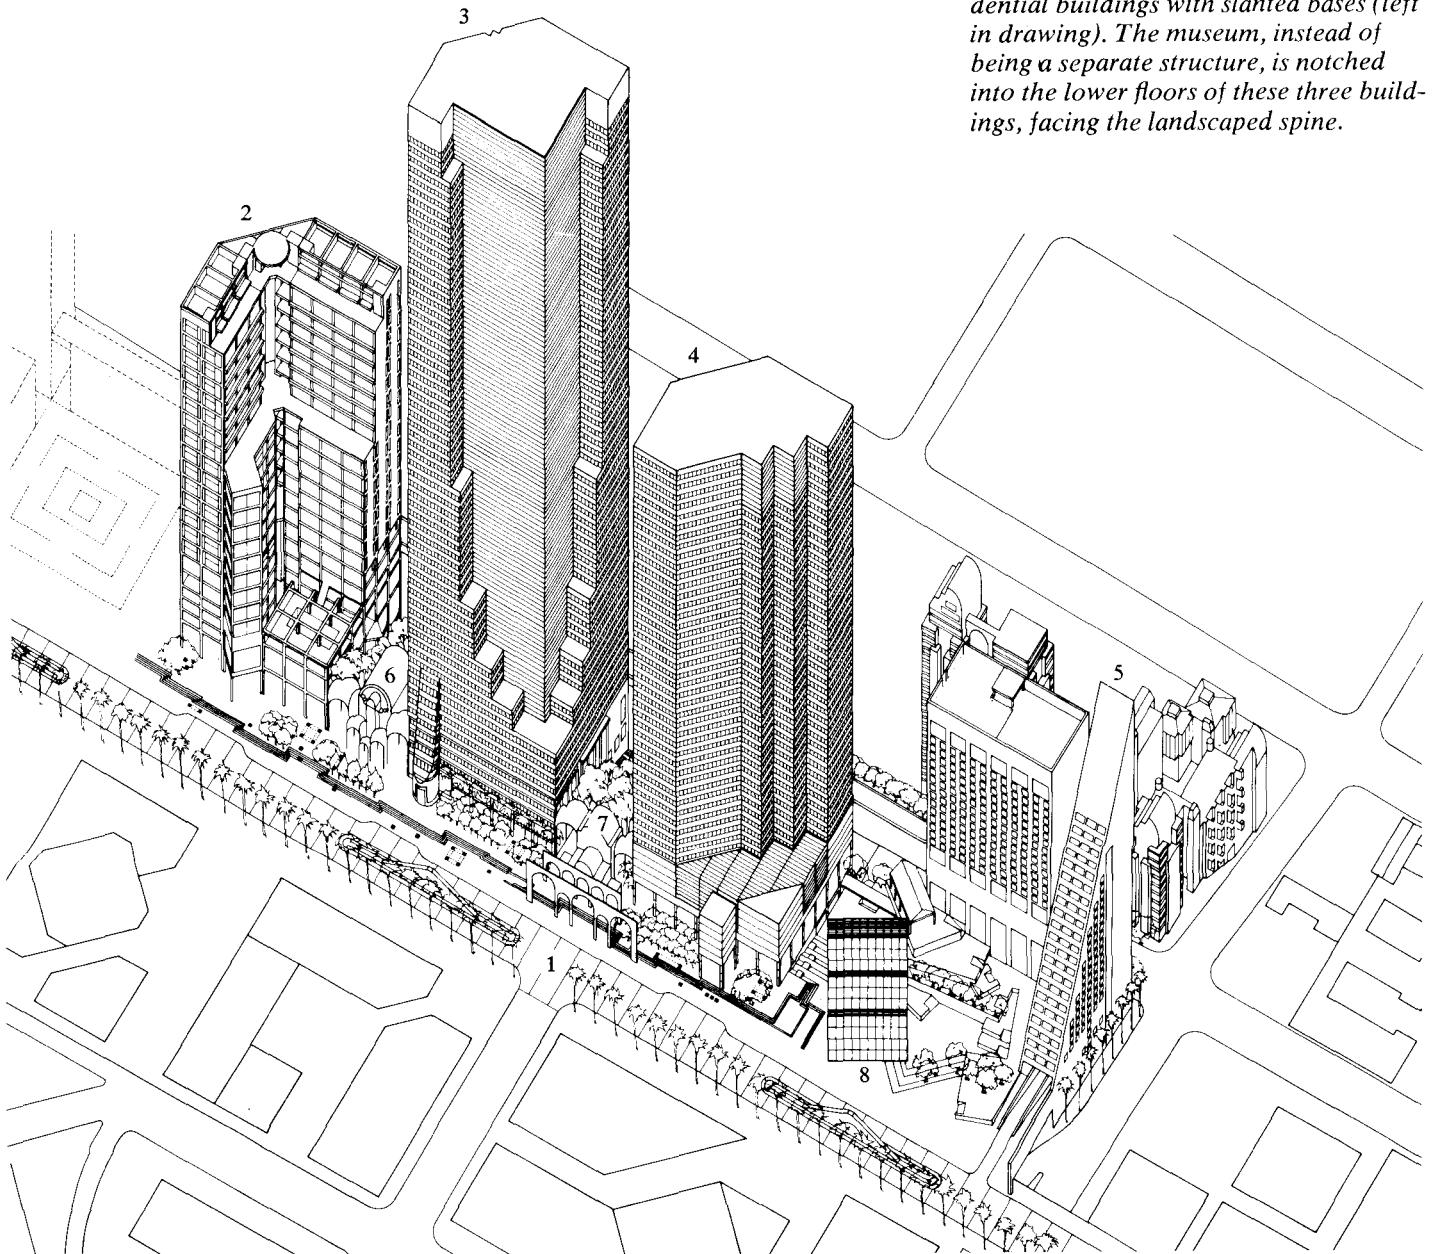 dential buildings with slanted bases (left
in drawing). The museum, instead of
being a separate structure, is notched
into the lower floors of these three build-
ings, facing the landscaped spine.
3
2
4
5
6
7
1
8